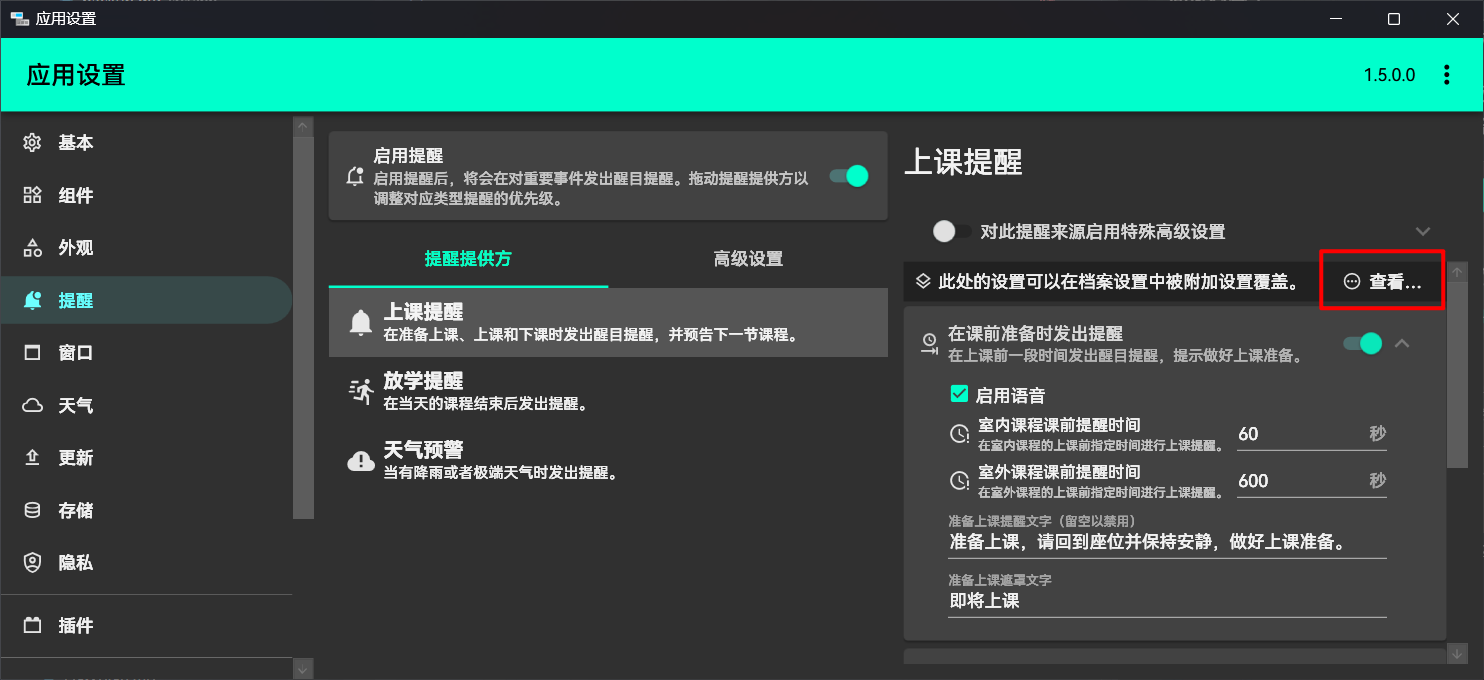 应用设置
应用设置
1.5.0.0
基本
组件
外观
提醒
窗口
天气
更新
存储
隐私
插件
启用提醒
启用提醒后，将会在对重要事件发出醒目提醒。拖动提醒提供方以
调整对应类型提醒的优先级。
提醒提供方
高级设置
上课提醒
在准备上课、上课和下课时发出醒目提醒，并预告下一节课程。
放学提醒
在当天的课程结束后发出提醒。
天气预警
当有降雨或者极端天气时发出提醒。
上课提醒
对此提醒来源启用特殊高级设置
此处的设置可以在档案设置中被附加设置覆盖。
查看...
在课前准备时发出提醒
在上课前一段时间发出醒目提醒，提示做好上课准备。
启用语音
室内课程课前提醒时间
在室内课程的上课前指定时间进行上课提醒。
60 秒
室外课程课前提醒时间
在室外课程的上课前指定时间进行上课提醒。
600 秒
准备上课提醒文字（留空以禁用）
准备上课，请回到座位并保持安静，做好上课准备。
准备上课遮罩文字
即将上课